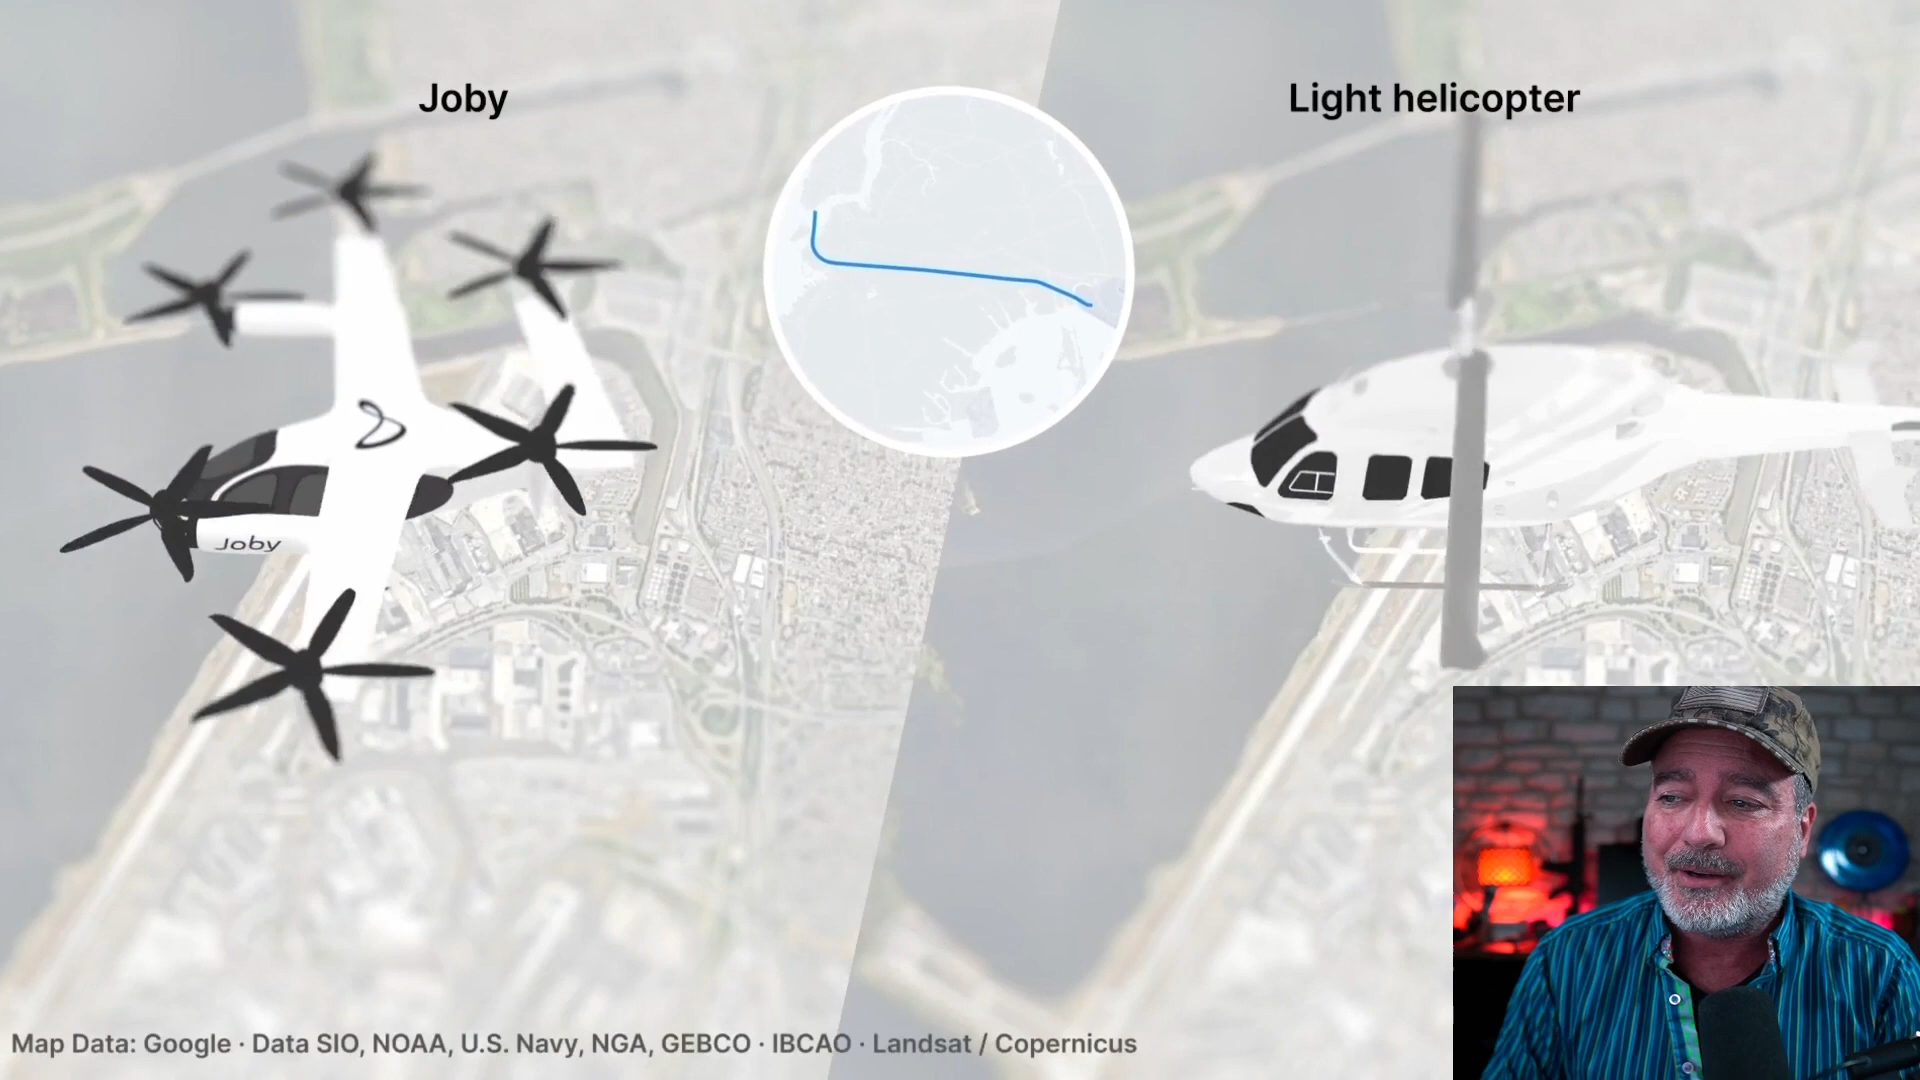 Joby
Light helicopter
Joby
Map Data: Google · Data SIO, NOAA, U.S. Navy, NGA, GEBCO · IBCAO · Landsat / Copernicus